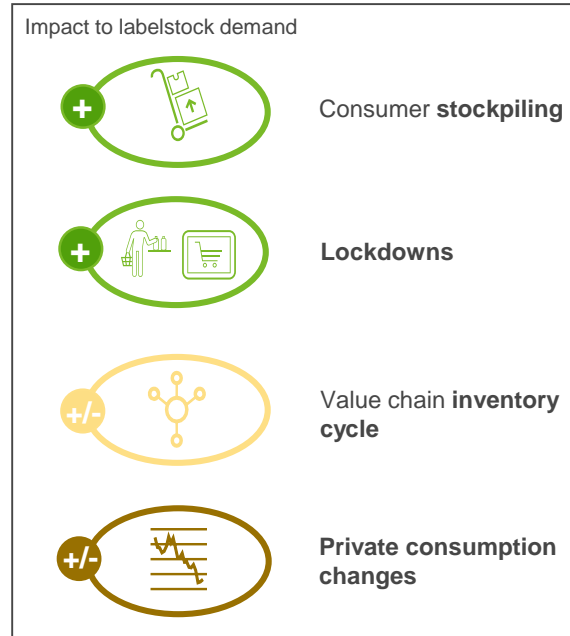 Impact to labelstock demand
+
Consumer stockpiling
+
Lockdowns
+/-
Value chain inventory
cycle
+/-
Private consumption
changes